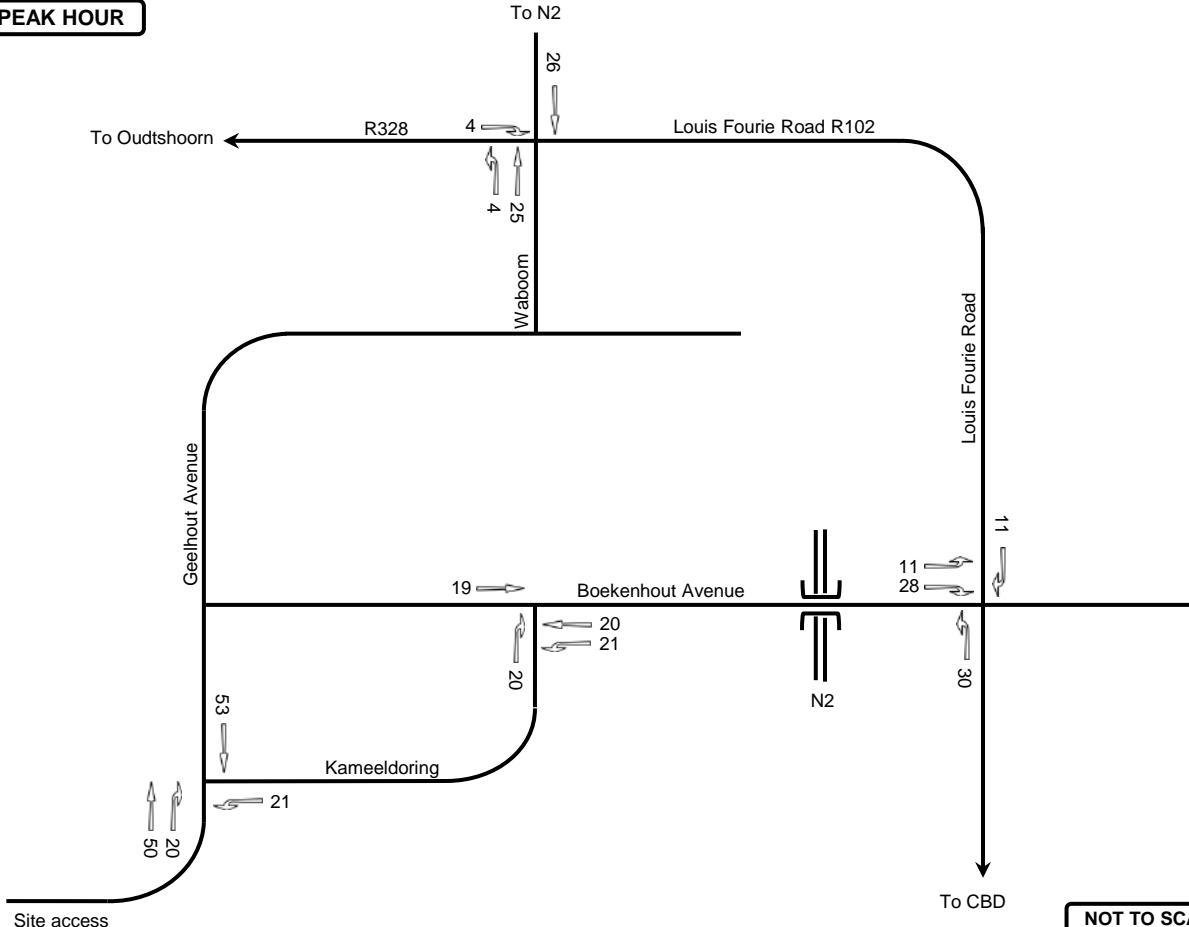 PEAK HOUR
To N2
26
To Oudtshoorn
R328
4
Louis Fourie Road R102
4
25
Waboom
Louis Fourie Road
Geelhout Avenue
11
11
28
19
Boekenhout Avenue
20
21
20
30
N2
53
Kameeldoring
21
50
20
To CBD
Site access
NOT TO